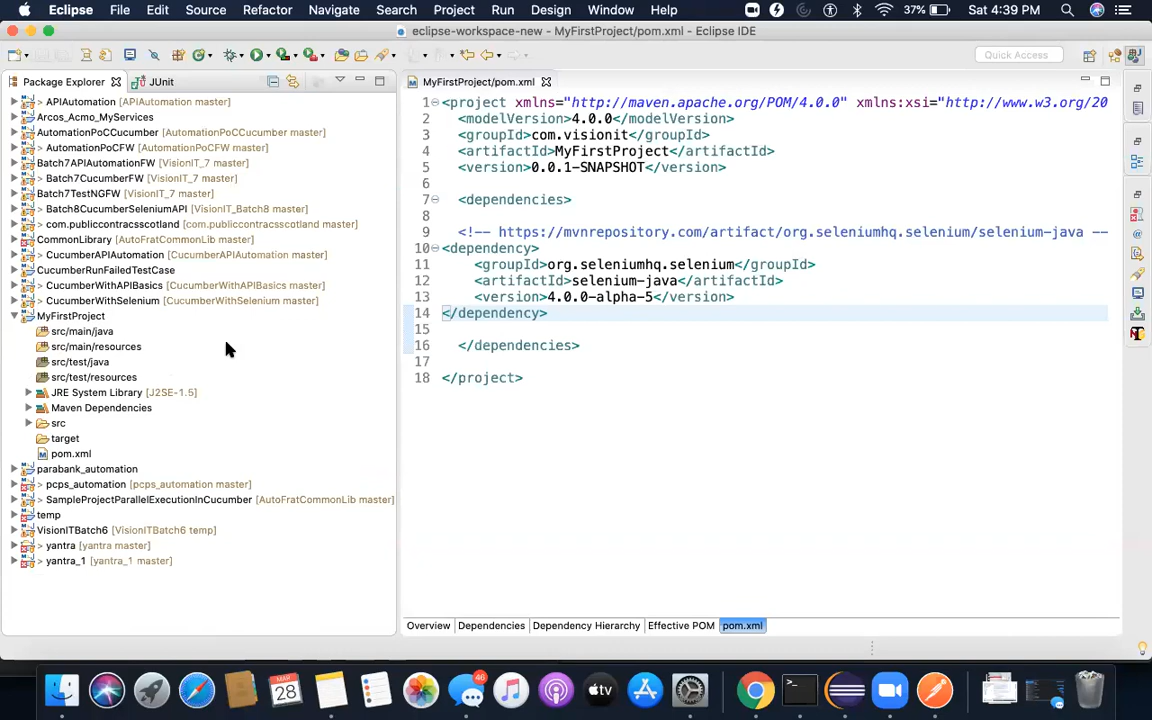 Eclipse File Edit Source Refactor Navigate Search Project Run Design Window Help 37% Sat 4:39 PM
eclipse-workspace-new - MyFirstProject/pom.xml - Eclipse IDE
Quick Access
Package Explorer JUnit
> APIAutomation [APIAutomation master]
Arcos_Acmo_MyServices
AutomationPoCCucumber [AutomationPoCCucumber master]
> AutomationPoCFW [AutomationPoCFW master]
Batch7APIAutomationFW [VisionIT_7 master]
> Batch7CucumberFW [VisionIT_7 master]
Batch7TestNGFW [VisionIT_7 master]
> Batch8CucumberSeleniumAPI [VisionIT_Batch8 master]
> com.publiccontracsscotland [com.publiccontracsscotland master]
CommonLibrary [AutoFratCommonLib master]
> CucumberAPIAutomation [CucumberAPIAutomation master]
CucumberRunFailedTestCase
> CucumberWithAPIBasics [CucumberWithAPIBasics master]
> CucumberWithSelenium [CucumberWithSelenium master]
MyFirstProject
src/main/java
src/main/resources
src/test/java
src/test/resources
JRE System Library [J2SE-1.5]
Maven Dependencies
src
target
pom.xml
parabank_automation
> pcps_automation [pcps_automation master]
> SampleProjectParallelExecutionInCucumber [AutoFratCommonLib master]
temp
VisionITBatch6 [VisionITBatch6 temp]
> yantra [yantra master]
> yantra_1 [yantra_1 master]
MyFirstProject/pom.xml
1 <project xmlns="http://maven.apache.org/POM/4.0.0" xmlns:xsi="http://www.w3.org/20
2 <modelVersion>4.0.0</modelVersion>
3 <groupId>com.visionit</groupId>
4 <artifactId>MyFirstProject</artifactId>
5 <version>0.0.1-SNAPSHOT</version>
6
7 <dependencies>
8
9 <!-- https://mvnrepository.com/artifact/org.seleniumhq.selenium/selenium-java --
10 <dependency>
11 <groupId>org.seleniumhq.selenium</groupId>
12 <artifactId>selenium-java</artifactId>
13 <version>4.0.0-alpha-5</version>
14 </dependency>
15
16 </dependencies>
17
18 </project>
Overview Dependencies Dependency Hierarchy Effective POM pom.xml
MAR
28
46
tv